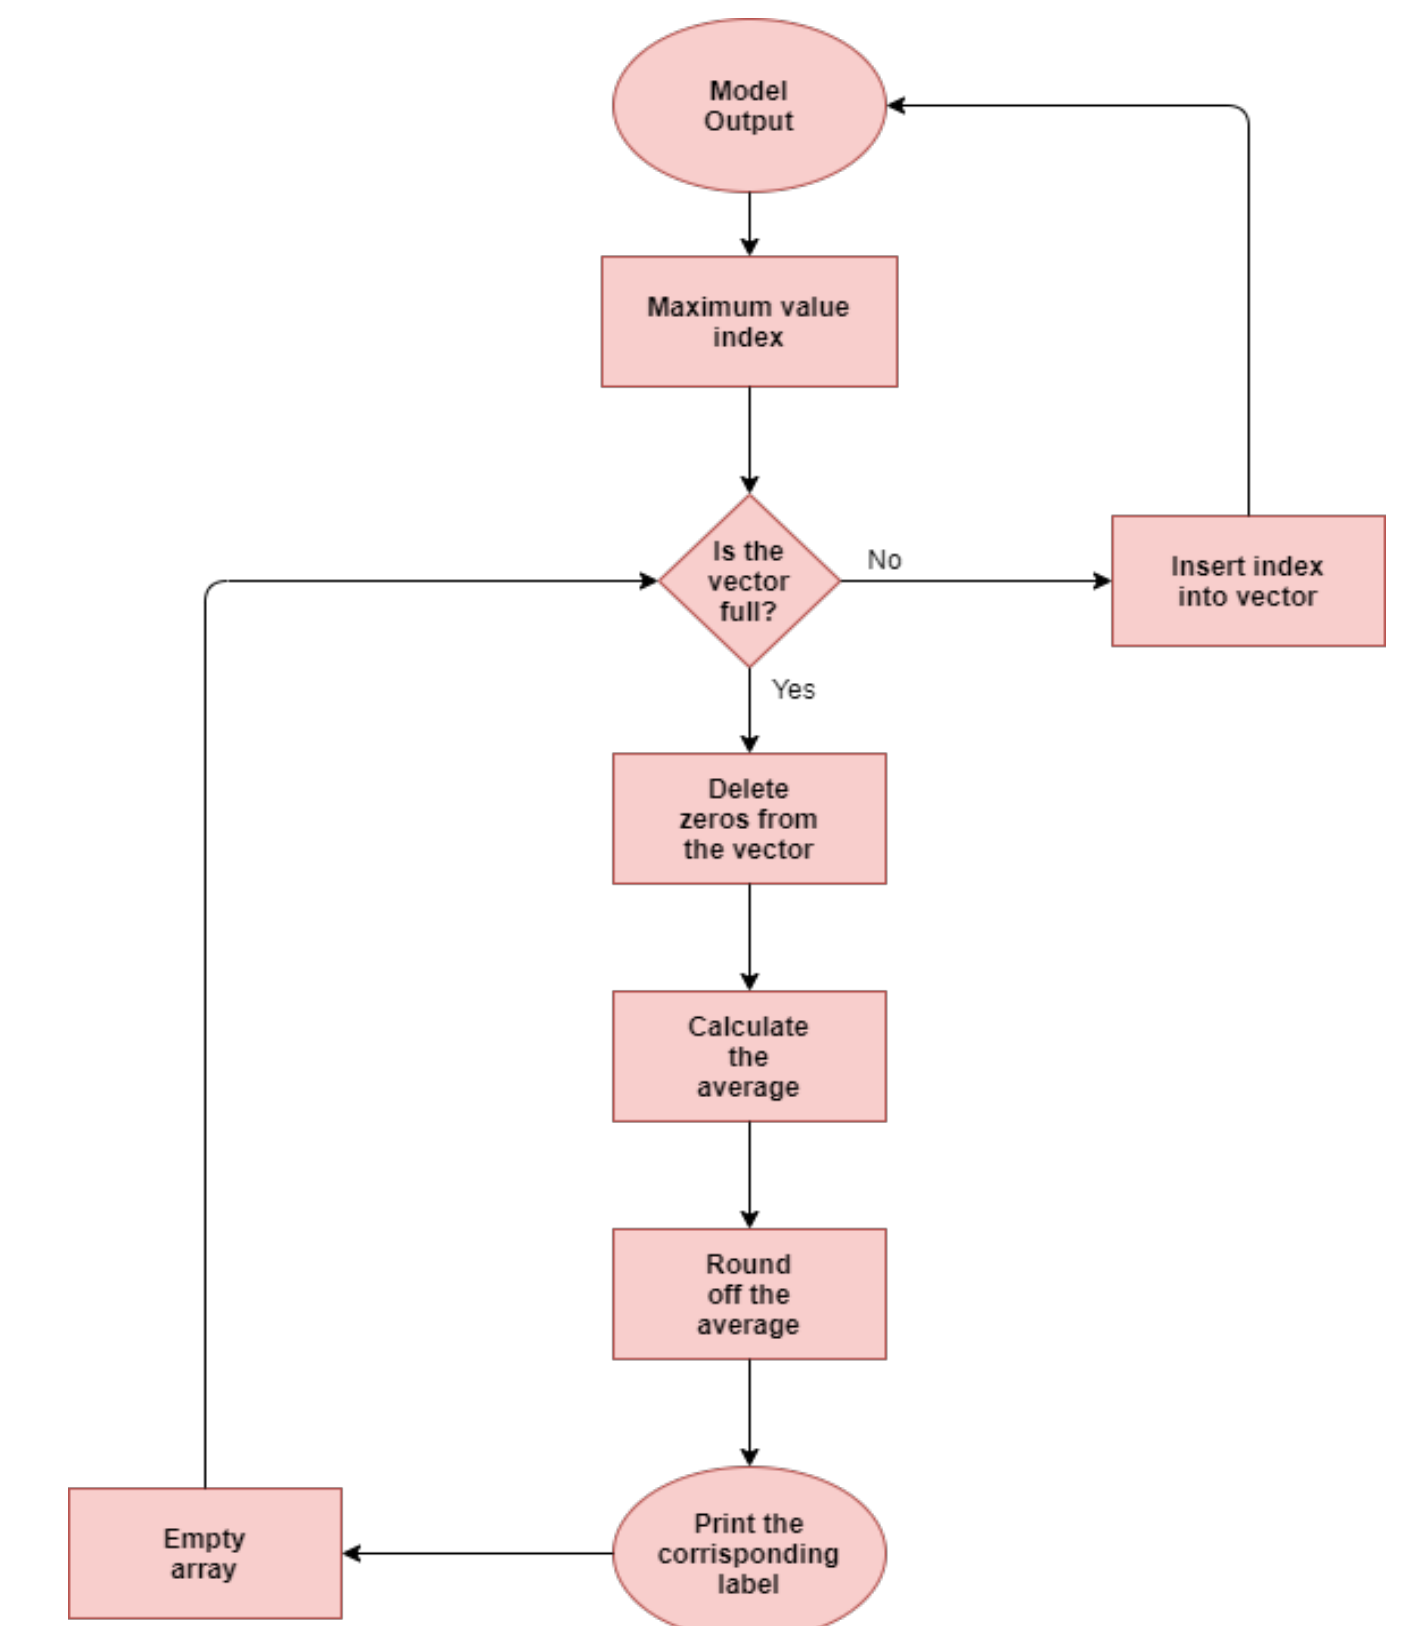 Model
Output
Maximum value
index
Is the
vector
full?
No
Insert index
into vector
Yes
Delete
zeros from
the vector
Calculate
the
average
Round
off the
average
Print the
corrisponding
label
Empty
array